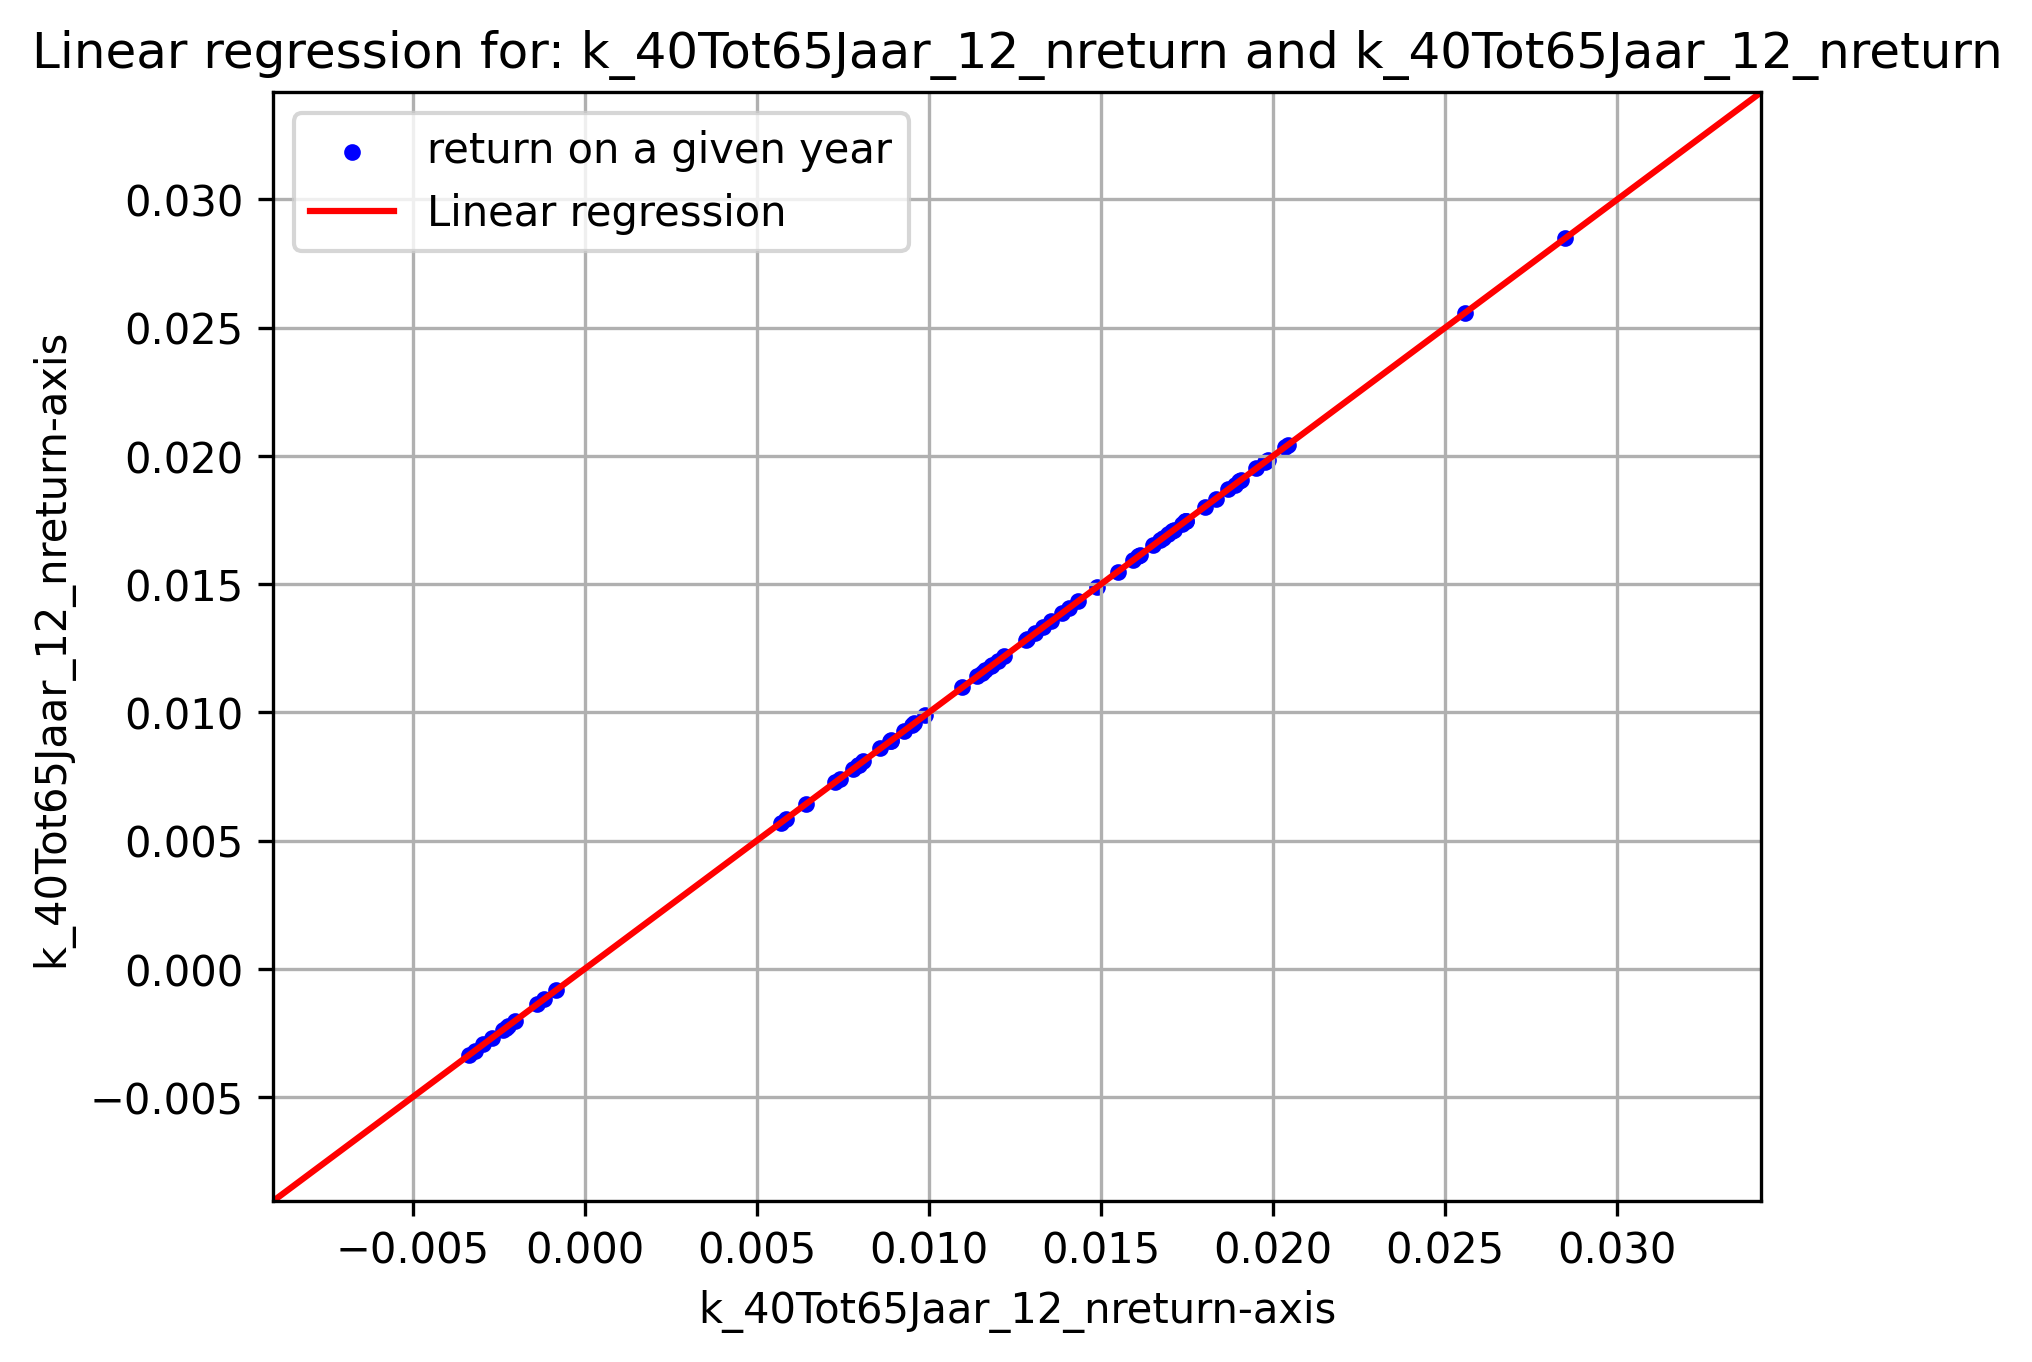 Linear regression for: k_40Tot65Jaar_12_nreturn and k_40Tot65Jaar_12_nreturn
return on a given year
Linear regression
k_40Tot65Jaar_12_nreturn-axis
0.030
0.025
0.020
0.015
0.010
0.005
0.000
−0.005
−0.005 0.000 0.005 0.010 0.015 0.020 0.025 0.030
k_40Tot65Jaar_12_nreturn-axis